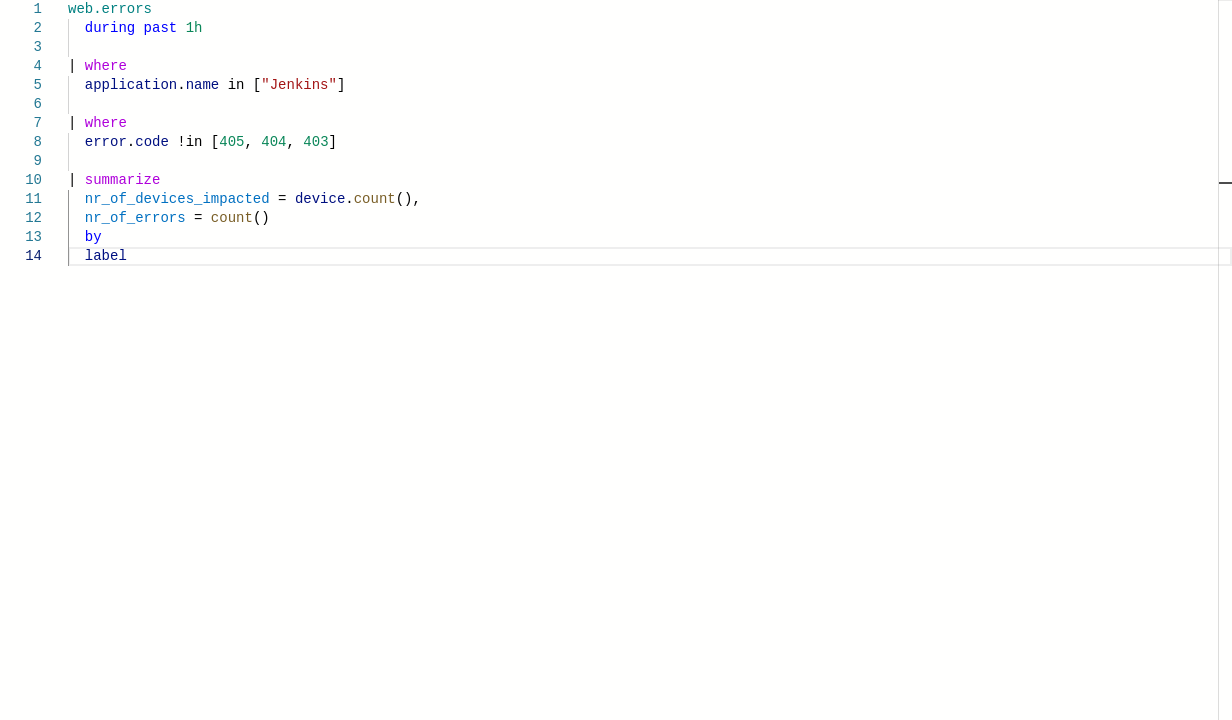 1 web.errors
2 during past 1h
3
4 | where
5 application.name in ["Jenkins"]
6
7 | where
8 error.code !in [405, 404, 403]
9
10 | summarize
11 nr_of_devices_impacted = device.count(),
12 nr_of_errors = count()
13 by
14 label